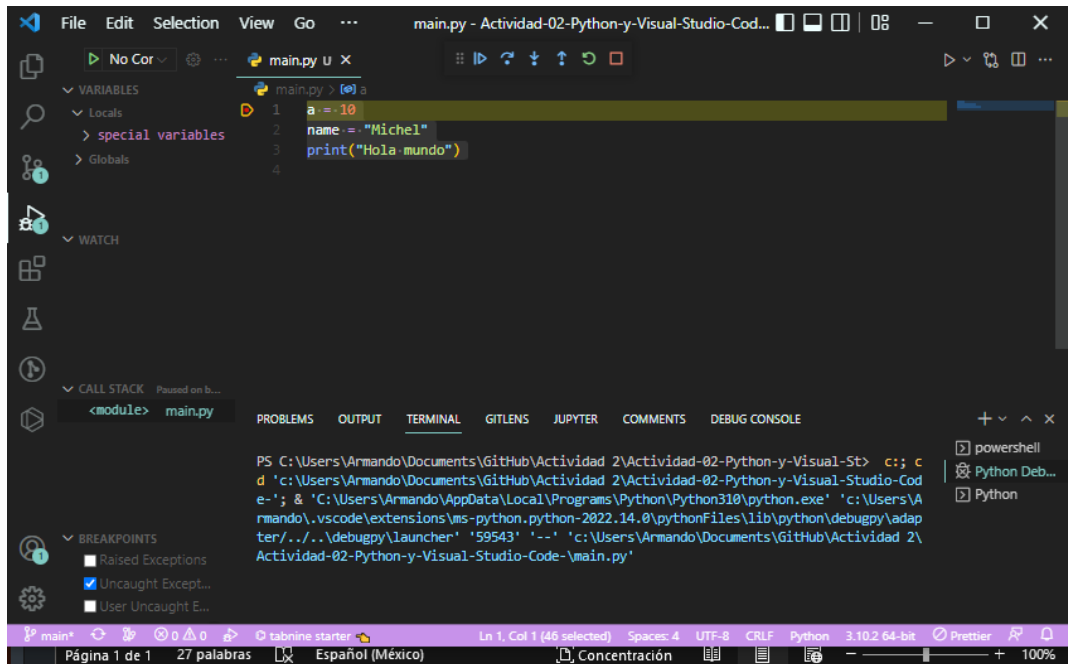 File Edit Selection View Go ··· main.py - Actividad-02-Python-y-Visual-Studio-Cod...
No Cor
main.py U
VARIABLES
Locals
special variables
Globals
WATCH
CALL STACK Paused on b...
<module> main.py
BREAKPOINTS
Raised Exceptions
Uncaught Except...
User Uncaught E...
main.py > a
1 a = 10
2 name = "Michel"
3 print("Hola mundo")
4
PROBLEMS OUTPUT TERMINAL GITLENS JUPYTER COMMENTS DEBUG CONSOLE
PS C:\Users\Armando\Documents\GitHub\Actividad 2\Actividad-02-Python-y-Visual-St> c:; c
d 'c:\Users\Armando\Documents\GitHub\Actividad 2\Actividad-02-Python-y-Visual-Studio-Cod
e-'; & 'C:\Users\Armando\AppData\Local\Programs\Python\Python310\python.exe' 'c:\Users\A
rmando\.vscode\extensions\ms-python.python-2022.14.0\pythonFiles\lib\python\debugpy\adap
ter/../..\debugpy\launcher' '59543' '--' 'c:\Users\Armando\Documents\GitHub\Actividad 2\
Actividad-02-Python-y-Visual-Studio-Code-\main.py'
powershell
Python Deb...
Python
1
1
1
main* 0 0 tabnine starter Ln 1, Col 1 (46 selected) Spaces: 4 UTF-8 CRLF Python 3.10.2 64-bit Prettier
Página 1 de 1 27 palabras Español (México) Concentración 100%